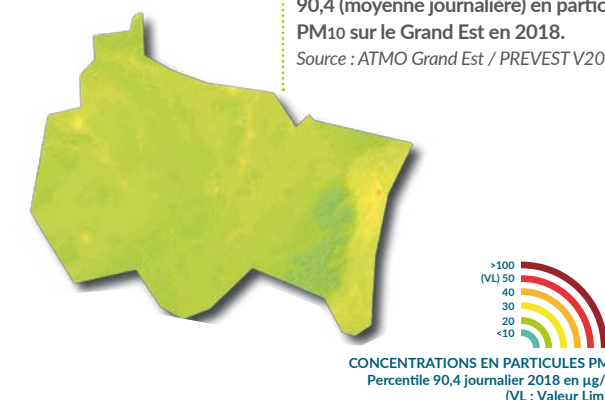 90,4 (moyenne journalière) en partic
PM10 sur le Grand Est en 2018.
Source : ATMO Grand Est / PREVEST V20
>100
(VL) 50
40
30
20
<10
CONCENTRATIONS EN PARTICULES PM
Percentile 90,4 journalier 2018 en µg/
(VL : Valeur Lim